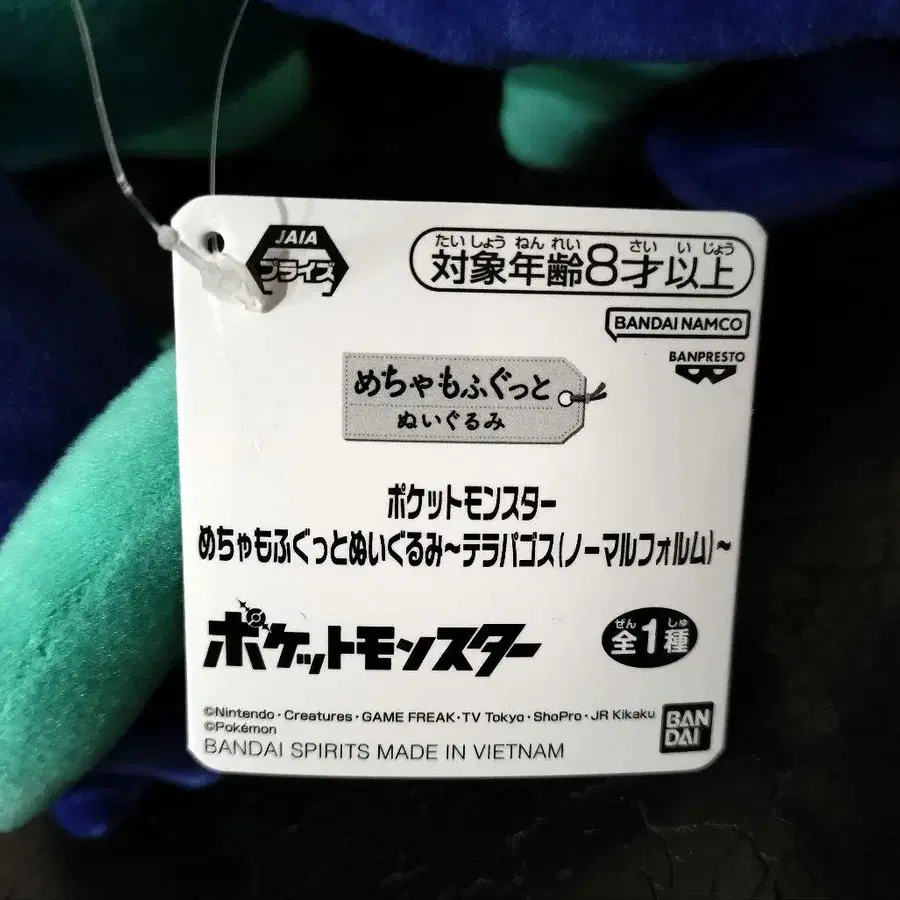 JAIA
プライズ
たいしょうねんれい さいいじょう
対象年齢8才以上
BANDAI NAMCO
BANPRESTO
めちゃもふぐっと
ぬいぐるみ
ポケットモンスター
めちゃもふぐっとぬいぐるみ~テラパゴス(ノーマルフォルム)~
ポケットモンスター
ぜん しゅ
全1種
©Nintendo・Creatures・GAME FREAK・TV Tokyo・ShoPro・JR Kikaku
©Pokémon
BANDAI SPIRITS MADE IN VIETNAM
BAN
DAI